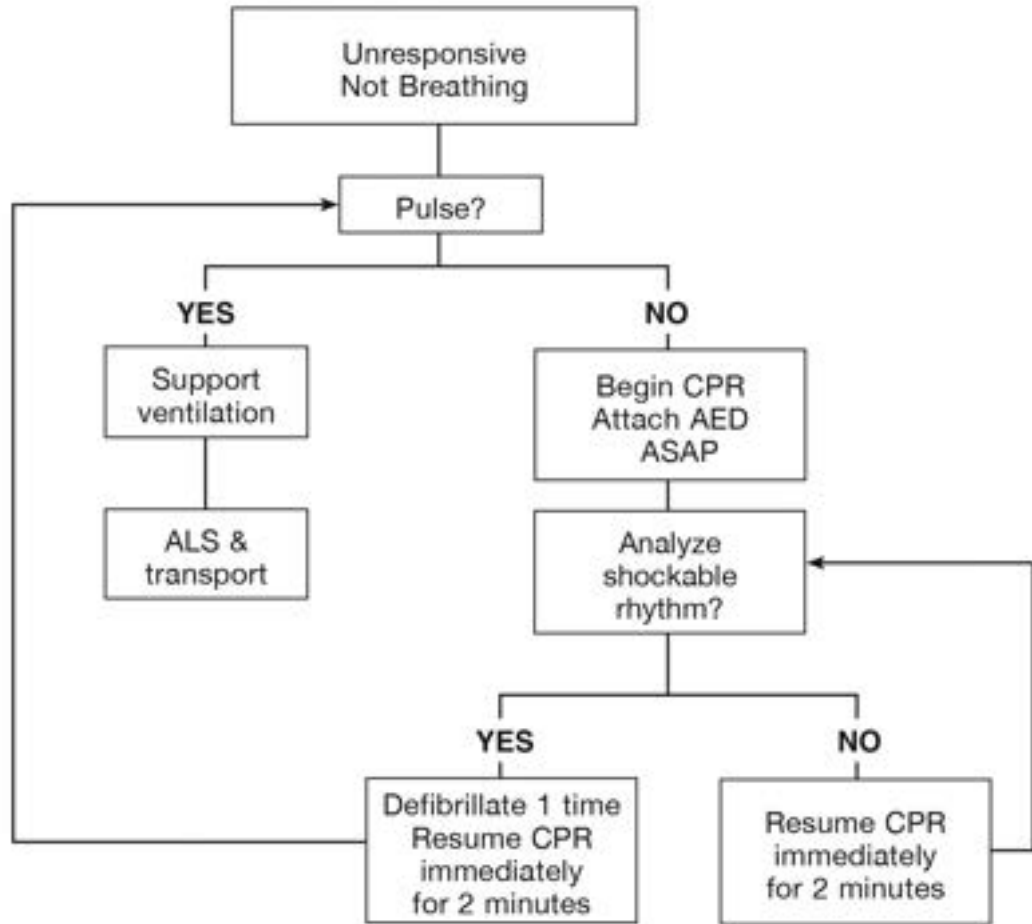 Unresponsive
Not Breathing
Pulse?
YES
Support
ventilation
ALS &
transport
NO
Begin CPR
Attach AED
ASAP
Analyze
shockable
rhythm?
YES
Defibrillate 1 time
Resume CPR
immediately
for 2 minutes
NO
Resume CPR
immediately
for 2 minutes